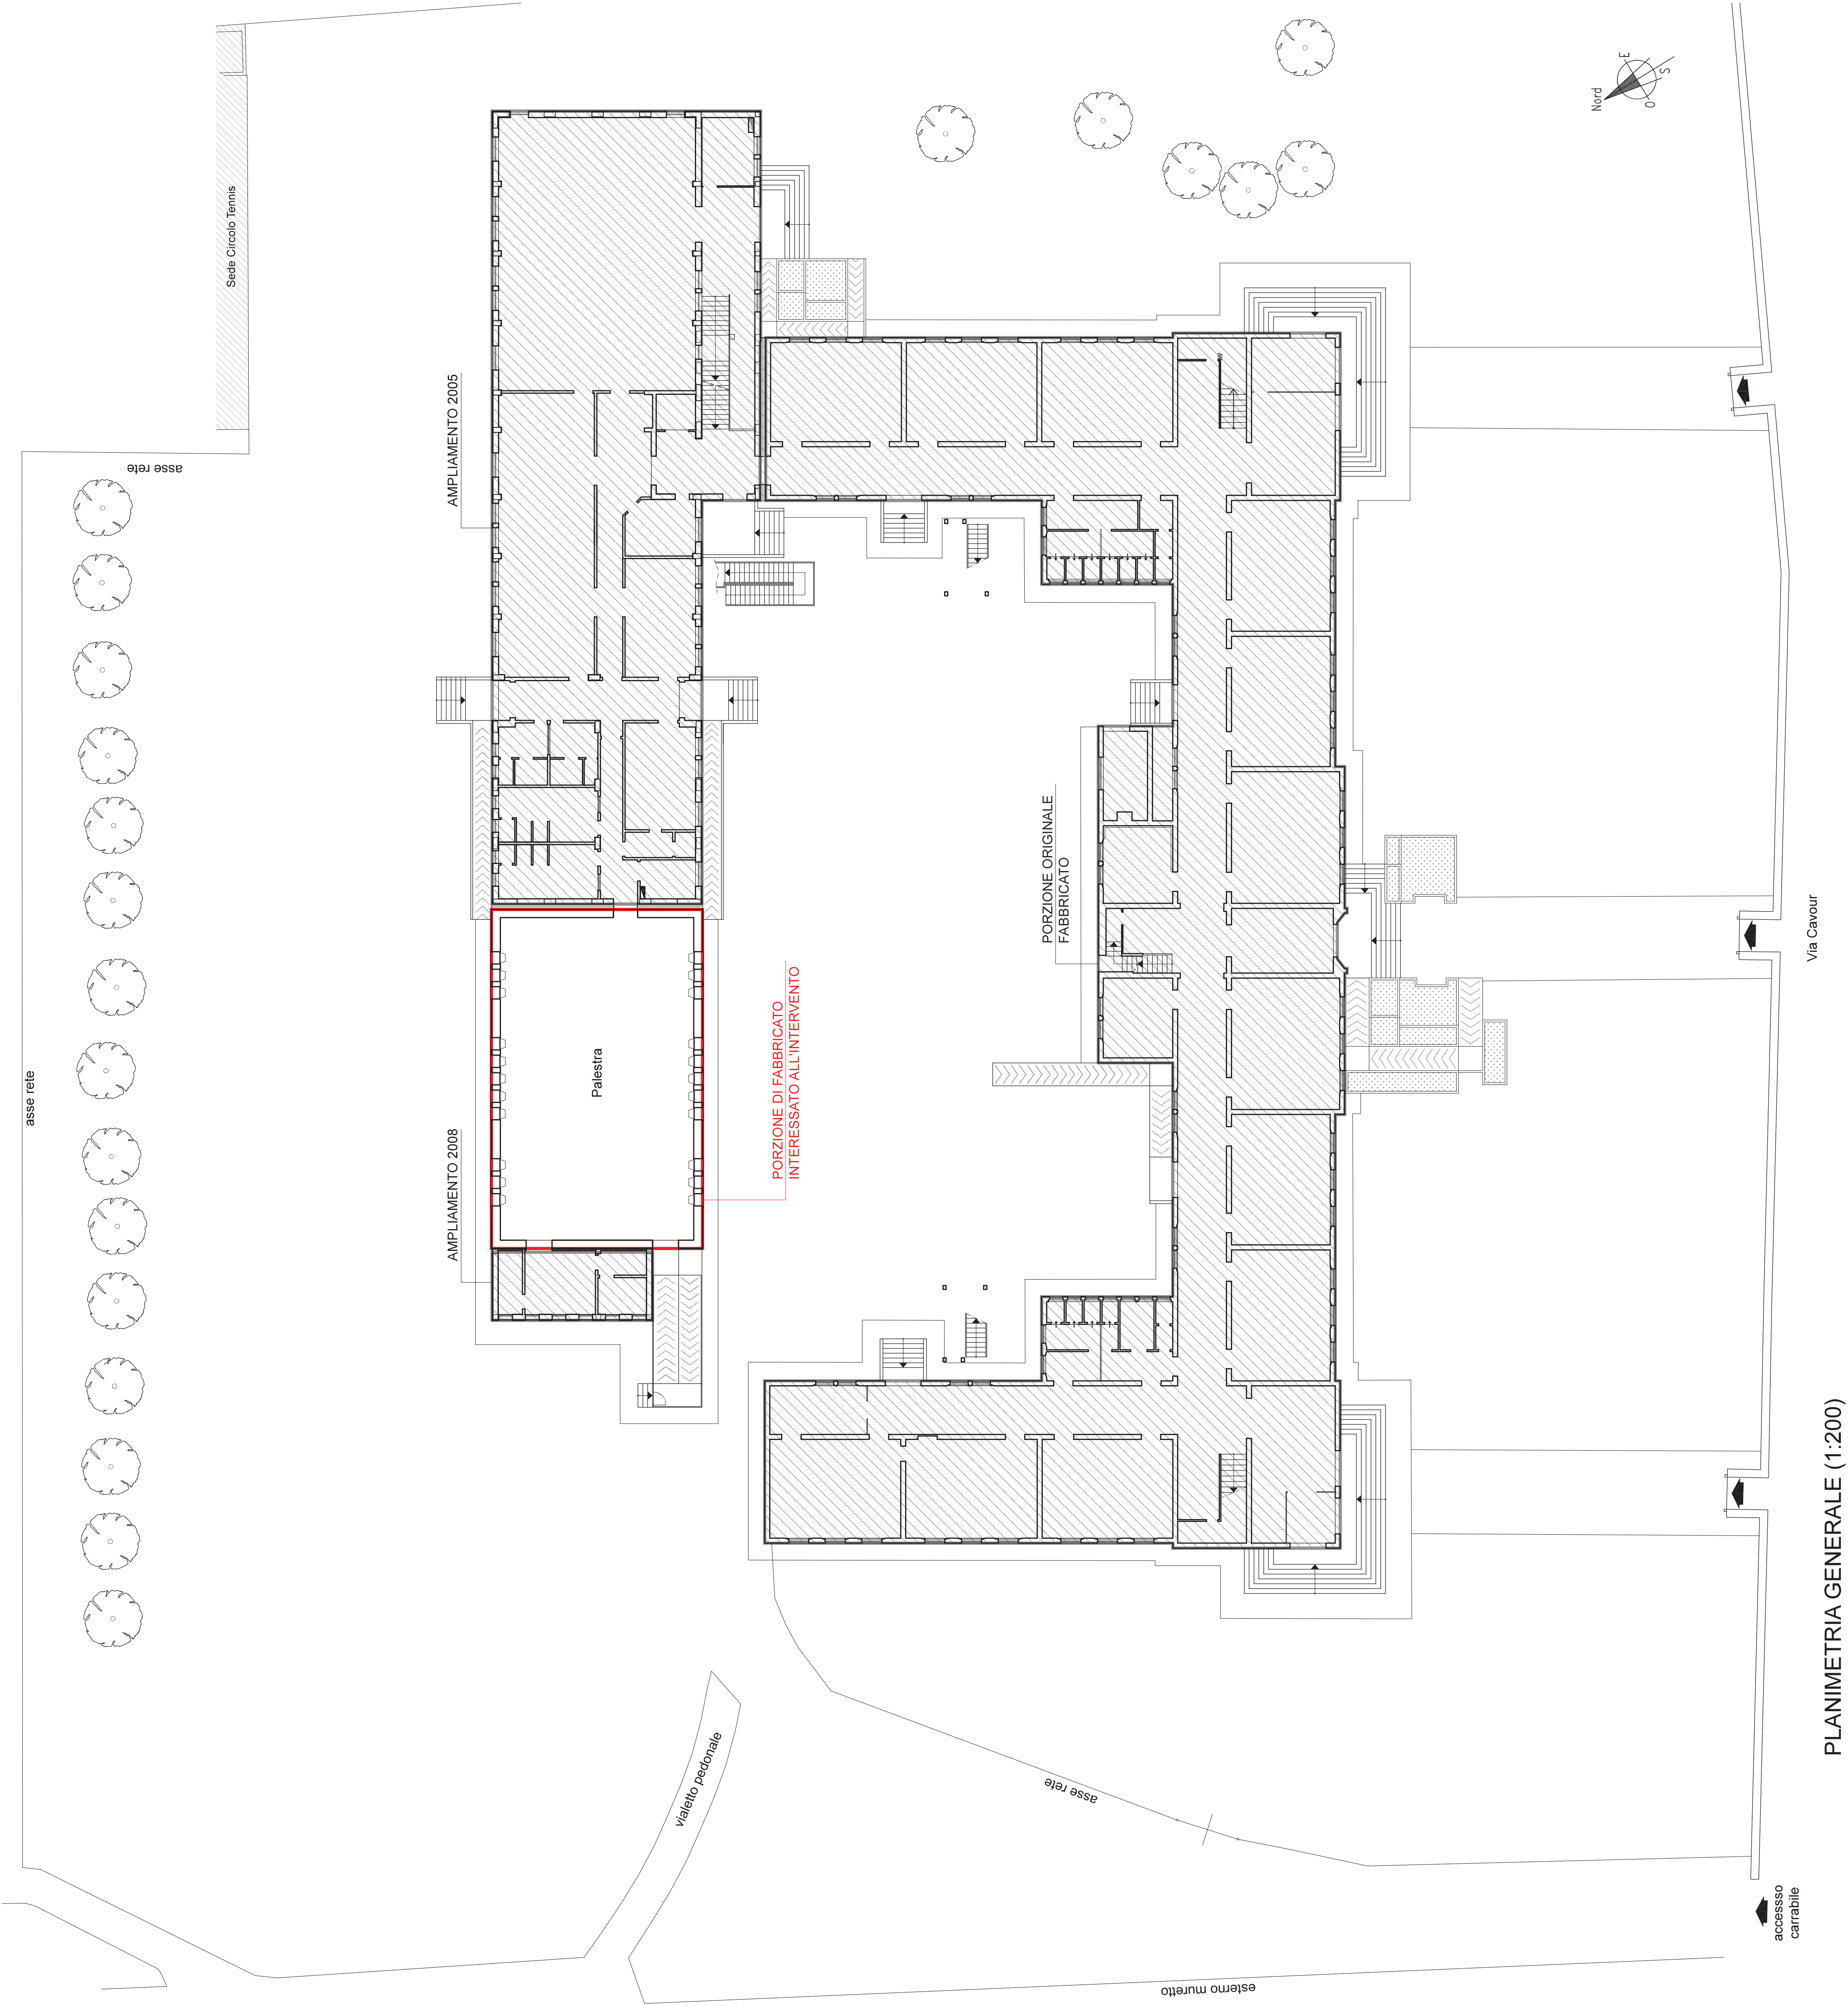 Sede Circolo Tennis
asse rete
asse rete
AMPLIAMENTO 2005
AMPLIAMENTO 2008
Palestra
PORZIONE DI FABBRICATO
INTERESSATO ALL'INTERVENTO
PORZIONE ORIGINALE
FABBRICATO
Nord
E
S
O
Via Cavour
vialetto pedonale
asse rete
esterno muretto
accessso
carrabile
PLANIMETRIA GENERALE (1:200)